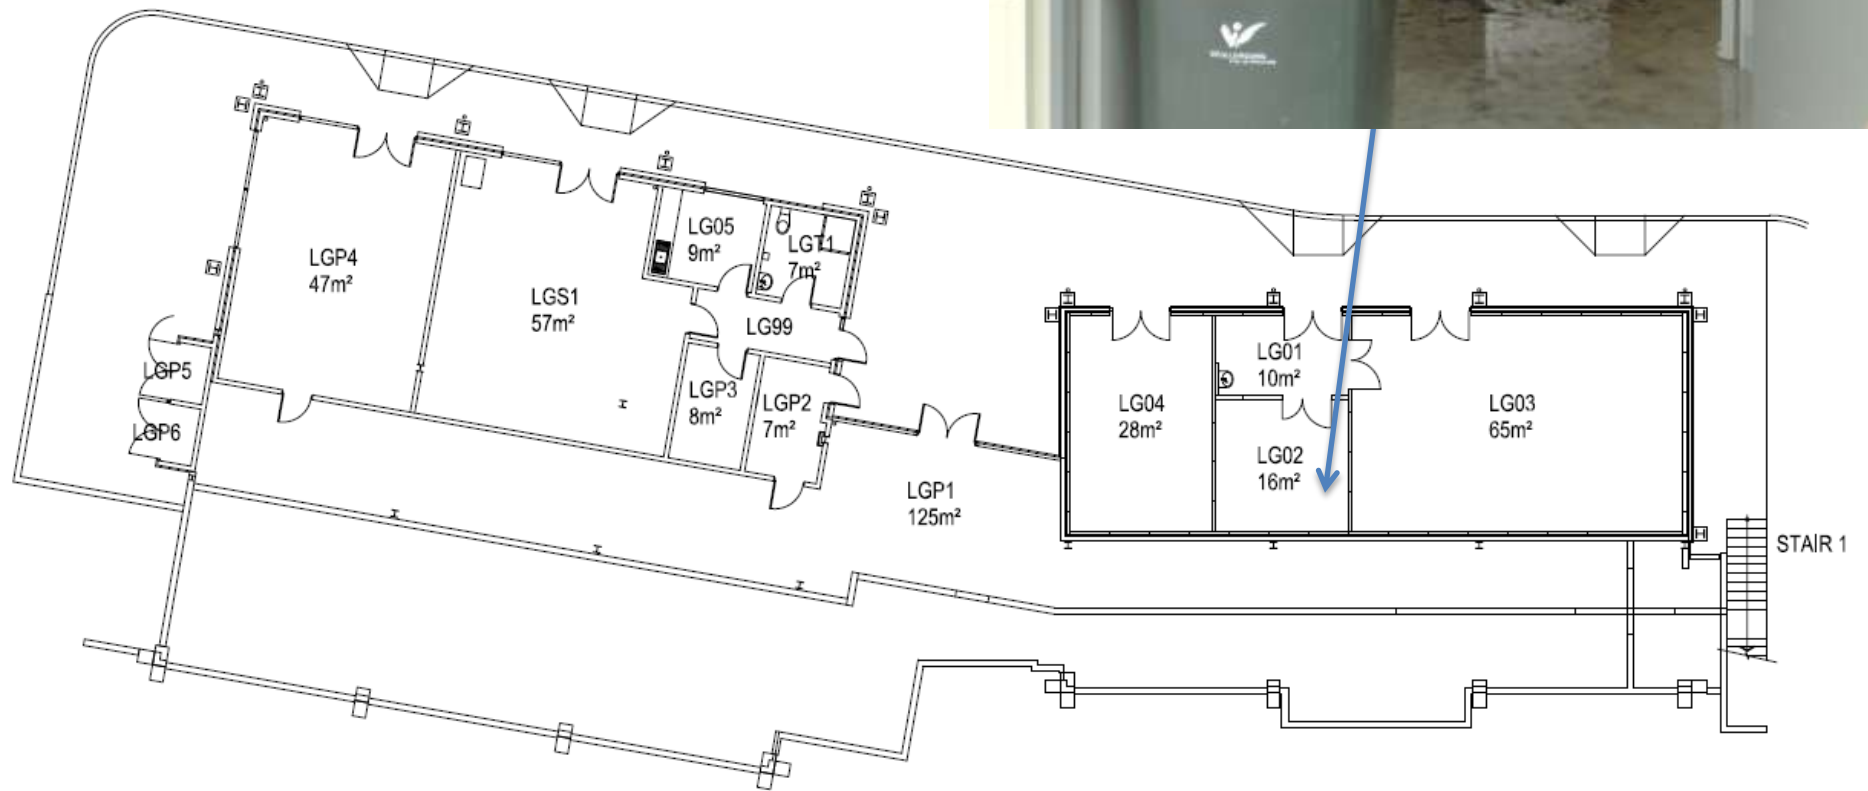 LG05
9m²
LGT1
7m²
LGP4
47m²
LGS1
57m²
LG99
LG01
10m²
LGP5
LGP3
8m²
LGP2
7m²
LG04
28m²
LG03
65m²
LGP6
LG02
16m²
LGP1
125m²
STAIR 1